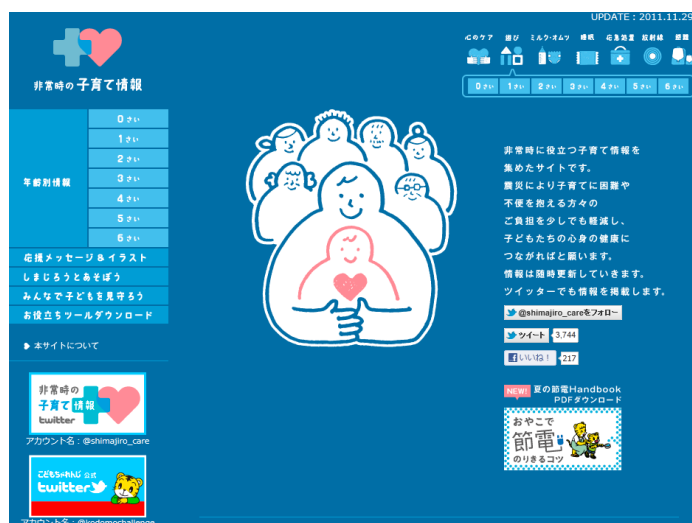 UPDATE : 2011.11.29
非常時の子育て情報
心のケア 遊び ミルク・オムツ 睡眠 応急処置 放射線
0さい 1さい 2さい 3さい 4さい 5さい 6さい
年齢別情報
0さい
1さい
2さい
3さい
4さい
5さい
6さい
応援メッセージ&イラスト
しまじろうとあそぼう
みんなで子どもを見守ろう
お役立ちツールダウンロード
本サイトについて
非常時の
子育て情報
twitter
アカウント名：@shimajiro_care
こどもちゃれんじ 公式
twitter
アカウント名：@kodomochallenge
非常時に役立つ子育て情報を
集めたサイトです。
震災により子育てに困難や
不便を抱える方々の
ご負担を少しでも軽減し、
子どもたちの心身の健康に
つながればと願います。
情報は随時更新していきます。
ツイッターでも情報を掲載します。
@shimajiro_careをフォロー
ツイート 3,744
いいね！ 217
NEW! 夏の節電Handbook
PDFダウンロード
おやこで
節電
のりきるコツ